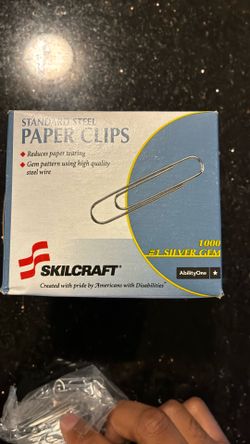 STANDARD STEEL
PAPER CLIPS
Reduces paper tearing
Gem pattern using high quality
steel wire
1000
#1 SILVER GEM
SKILCRAFT®
AbilityOne
Created with pride by Americans with Disabilities™